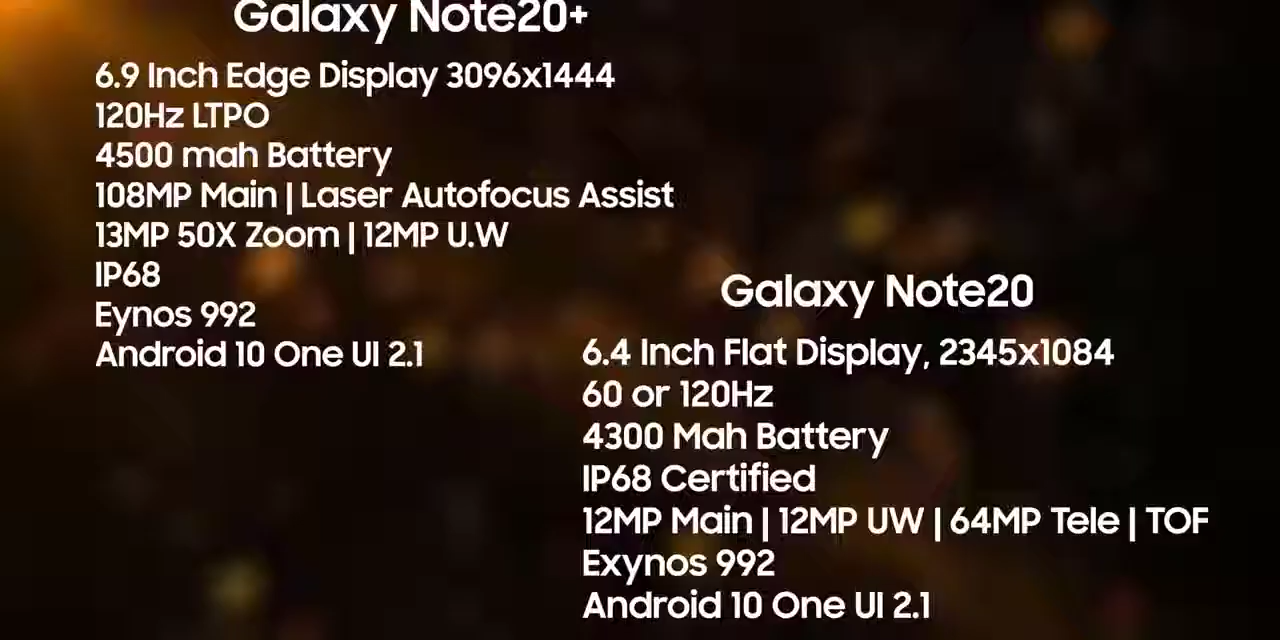 Galaxy Note20+
6.9 Inch Edge Display 3096x1444
120Hz LTPO
4500 mah Battery
108MP Main | Laser Autofocus Assist
13MP 50X Zoom | 12MP U.W
IP68
Eynos 992
Android 10 One UI 2.1
Galaxy Note20
6.4 Inch Flat Display, 2345x1084
60 or 120Hz
4300 Mah Battery
IP68 Certified
12MP Main | 12MP UW | 64MP Tele | TOF
Exynos 992
Android 10 One UI 2.1